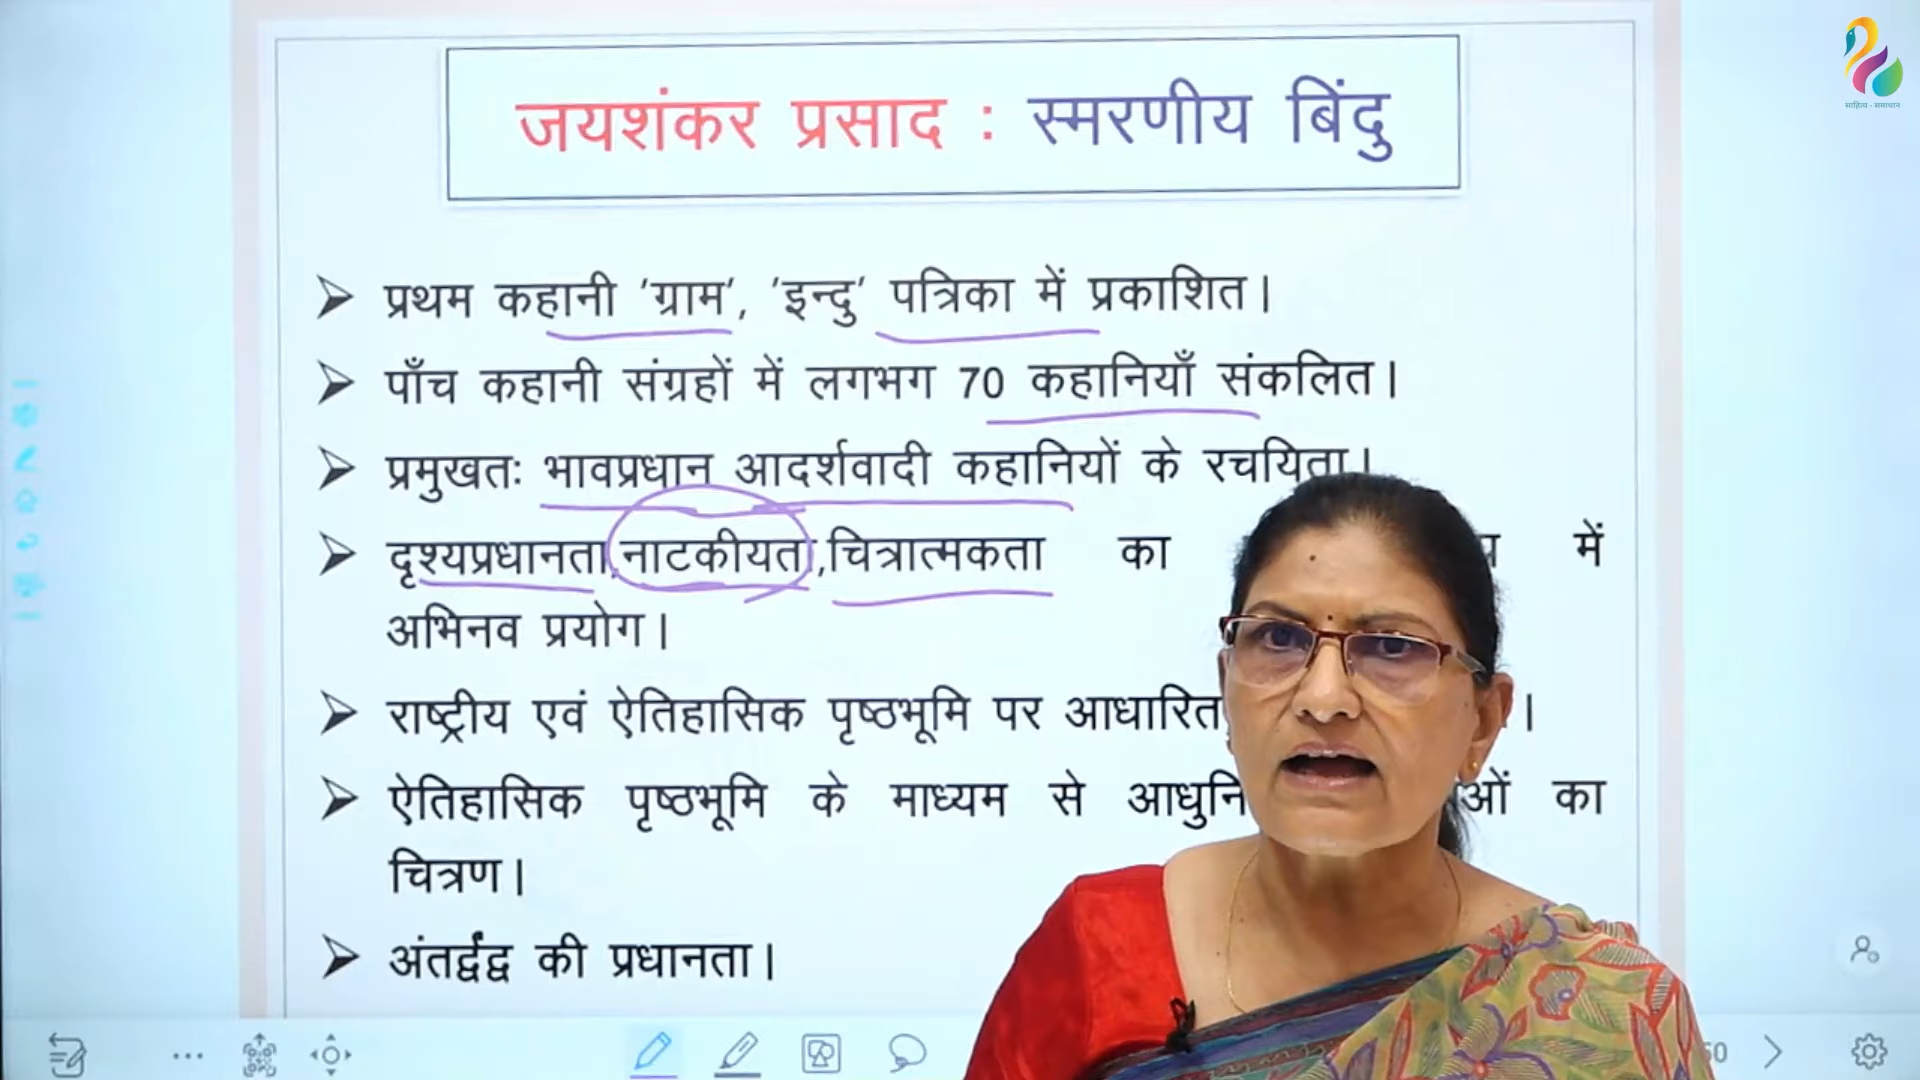 साहित्य - समाधान
जयशंकर प्रसाद : स्मरणीय बिंदु
➢ प्रथम कहानी ‘ग्राम’, ‘इन्दु’ पत्रिका में प्रकाशित।
➢ पाँच कहानी संग्रहों में लगभग 70 कहानियाँ संकलित।
➢ प्रमुखतः भावप्रधान आदर्शवादी कहानियों के रचयिता।
➢ दृश्यप्रधानता,नाटकीयता,चित्रात्मकता का में
अभिनव प्रयोग।
➢ राष्ट्रीय एवं ऐतिहासिक पृष्ठभूमि पर आधारित ।
➢ ऐतिहासिक पृष्ठभूमि के माध्यम से का
चित्रण।
➢ अंतर्द्वंद्व की प्रधानता।